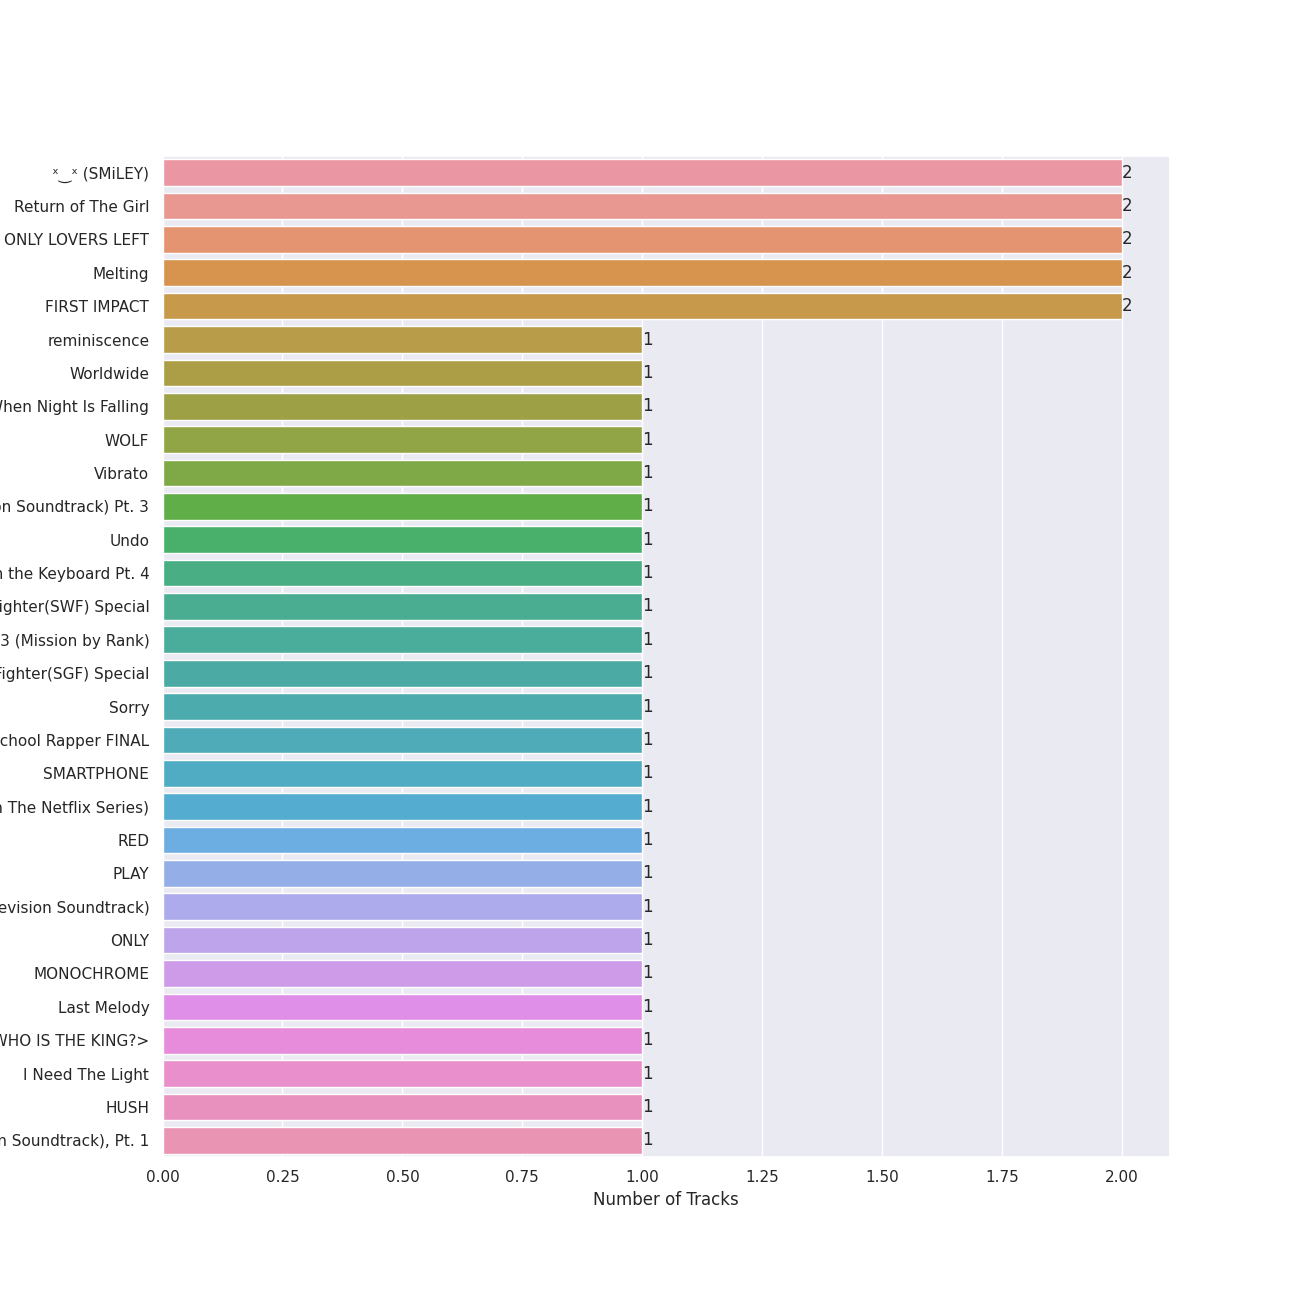 ˣ‿ˣ (SMiLEY) 2
Return of The Girl 2
ONLY LOVERS LEFT 2
Melting 2
FIRST IMPACT 2
reminiscence 1
Worldwide 1
When Night Is Falling 1
WOLF 1
Vibrato 1
on Soundtrack) Pt. 3 1
Undo 1
n the Keyboard Pt. 4 1
ighter(SWF) Special 1
3 (Mission by Rank) 1
Fighter(SGF) Special 1
Sorry 1
chool Rapper FINAL 1
SMARTPHONE 1
n The Netflix Series) 1
RED 1
PLAY 1
evision Soundtrack) 1
ONLY 1
MONOCHROME 1
Last Melody 1
WHO IS THE KING?> 1
I Need The Light 1
HUSH 1
n Soundtrack), Pt. 1 1
0.00 0.25 0.50 0.75 1.00 1.25 1.50 1.75 2.00
Number of Tracks